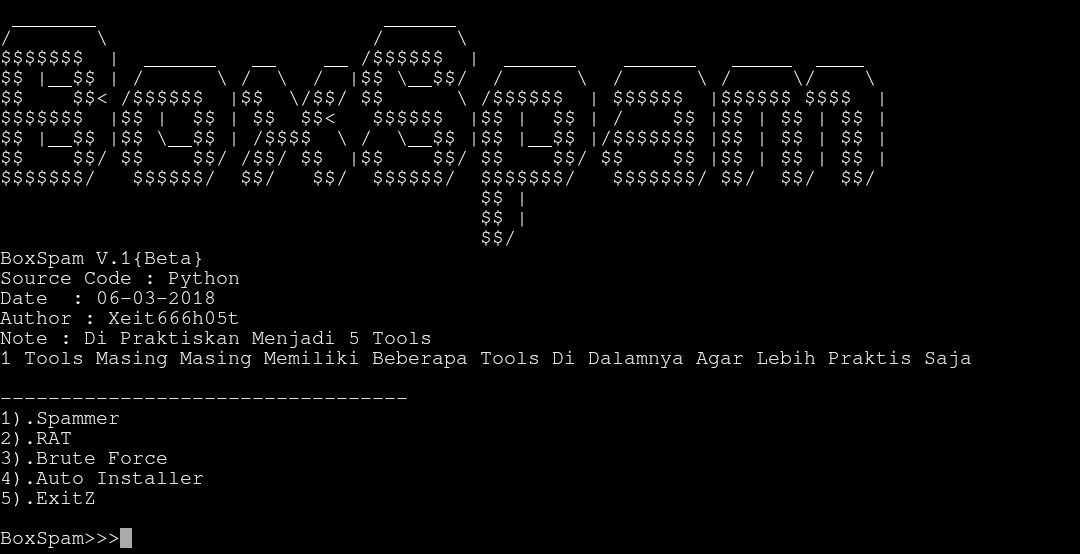 BoxSpam
BoxSpam V.1{Beta}
Source Code : Python
Date  : 06-03-2018
Author : Xeit666h05t
Note : Di Praktiskan Menjadi 5 Tools
1 Tools Masing Masing Memiliki Beberapa Tools Di Dalamnya Agar Lebih Praktis Saja
----------------------------------
1).Spammer
2).RAT
3).Brute Force
4).Auto Installer
5).ExitZ
BoxSpam>>>